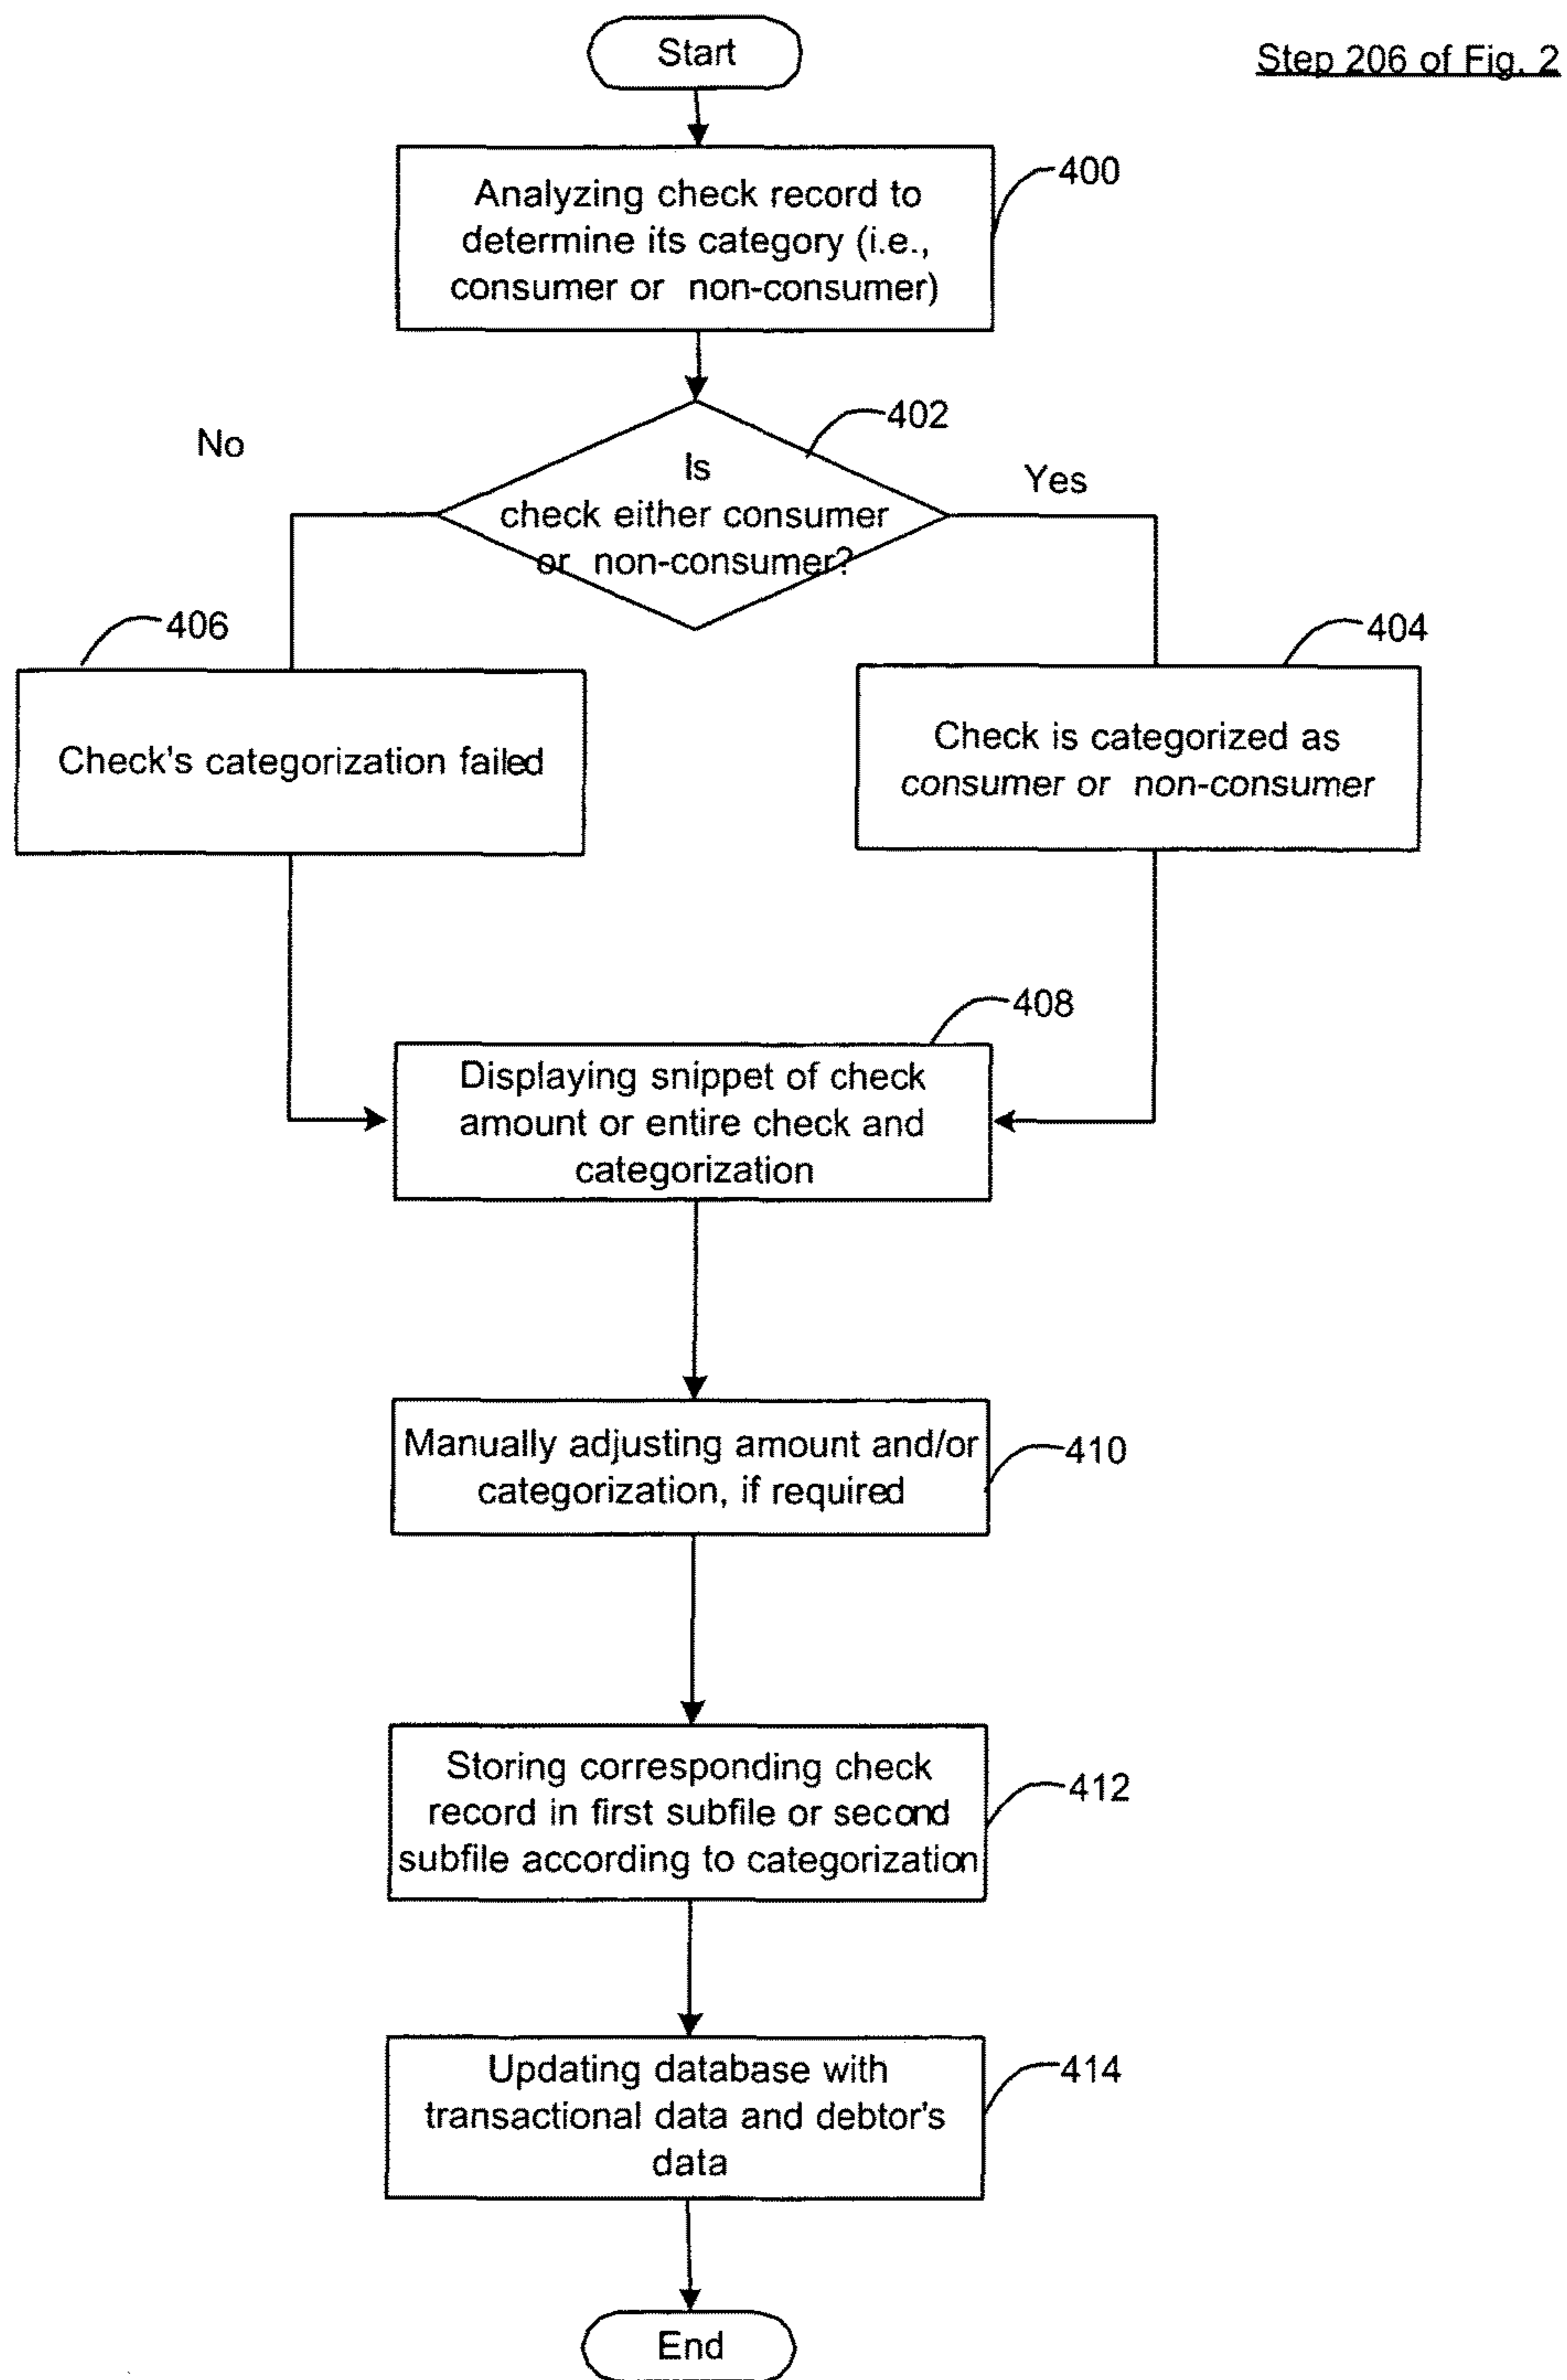 Start
Step 206 of Fig. 2
Analyzing check record to
determine its category (i.e.,
consumer or non-consumer)
400
402
No
Is
check either consumer
or non-consumer?
Yes
406
404
Check's categorization failed
Check is categorized as
consumer or non-consumer
408
Displaying snippet of check
amount or entire check and
categorization
Manually adjusting amount and/or
categorization, if required
410
Storing corresponding check
record in first subfile or second
subfile according to categorization
412
Updating database with
transactional data and debtor's
data
414
End